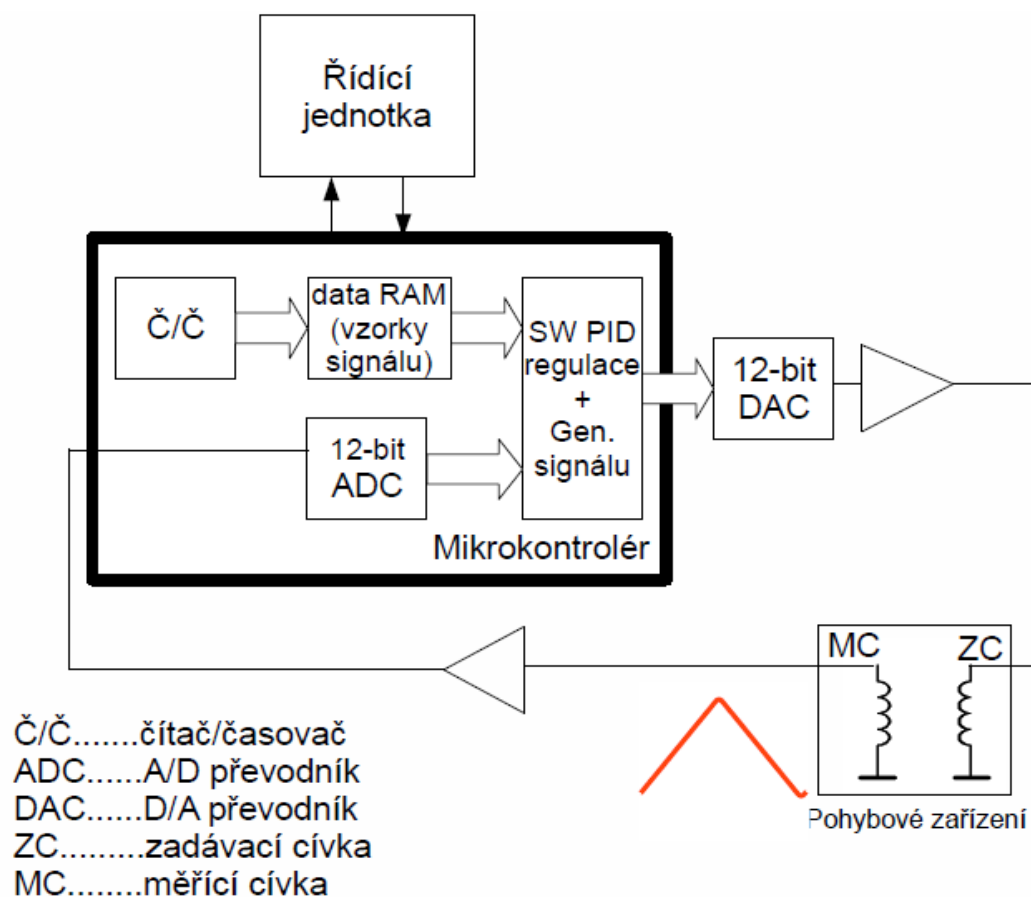 Řídící
jednotka
Č/Č
data RAM
(vzorky
signálu)
SW PID
regulace
+
Gen.
signálu
12-bit
DAC
12-bit
ADC
Mikrokontrolér
MC
ZC
Pohybové zařízení
Č/Č.......čítač/časovač
ADC......A/D převodník
DAC......D/A převodník
ZC.........zadávací cívka
MC........měřící cívka